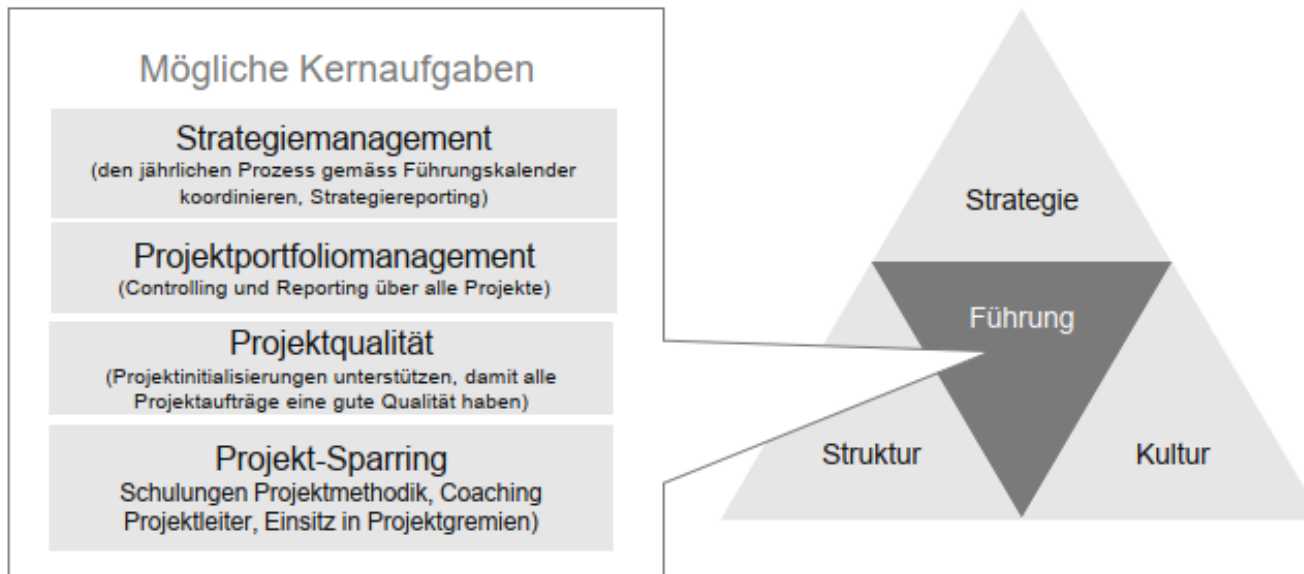 Mögliche Kernaufgaben
Strategiemanagement
(den jährlichen Prozess gemäss Führungskalender
koordinieren, Strategiereporting)
Projektportfoliomanagement
(Controlling und Reporting über alle Projekte)
Projektqualität
(Projektinitialisierungen unterstützen, damit alle
Projektaufträge eine gute Qualität haben)
Projekt-Sparring
Schulungen Projektmethodik, Coaching
Projektleiter, Einsitz in Projektgremien)
Strategie
Führung
Struktur
Kultur